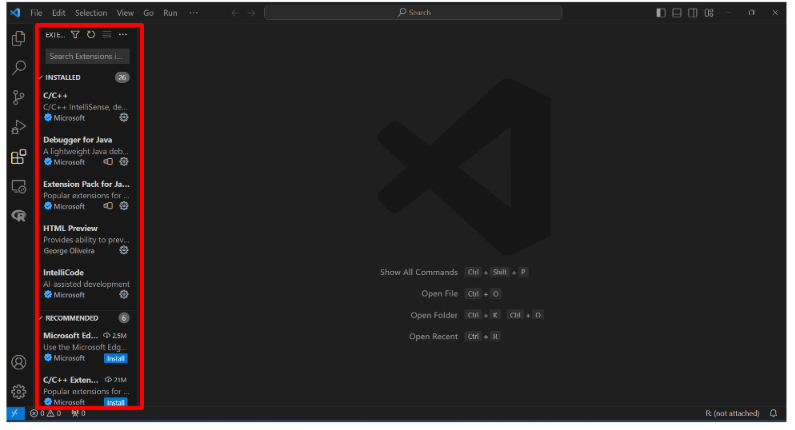 File Edit Selection View Go Run ... Search
EXTE...
Search Extensions i...
INSTALLED 26
C/C++
C/C++ IntelliSense, de...
Microsoft
Debugger for Java
A lightweight Java deb...
Microsoft
Extension Pack for Ja...
Popular extensions for ...
Microsoft
HTML Preview
Provides ability to prev...
George Oliveira
IntelliCode
AI-assisted development
Microsoft
RECOMMENDED 6
Microsoft Ed... 2.5M
Use the Microsoft Edg...
Microsoft Install
C/C++ Exten... 21M
Popular extensions for ...
Microsoft Install
Show All Commands Ctrl + Shift + P
Open File Ctrl + O
Open Folder Ctrl + K Ctrl + O
Open Recent Ctrl + R
R
0 0 0
R: (not attached)